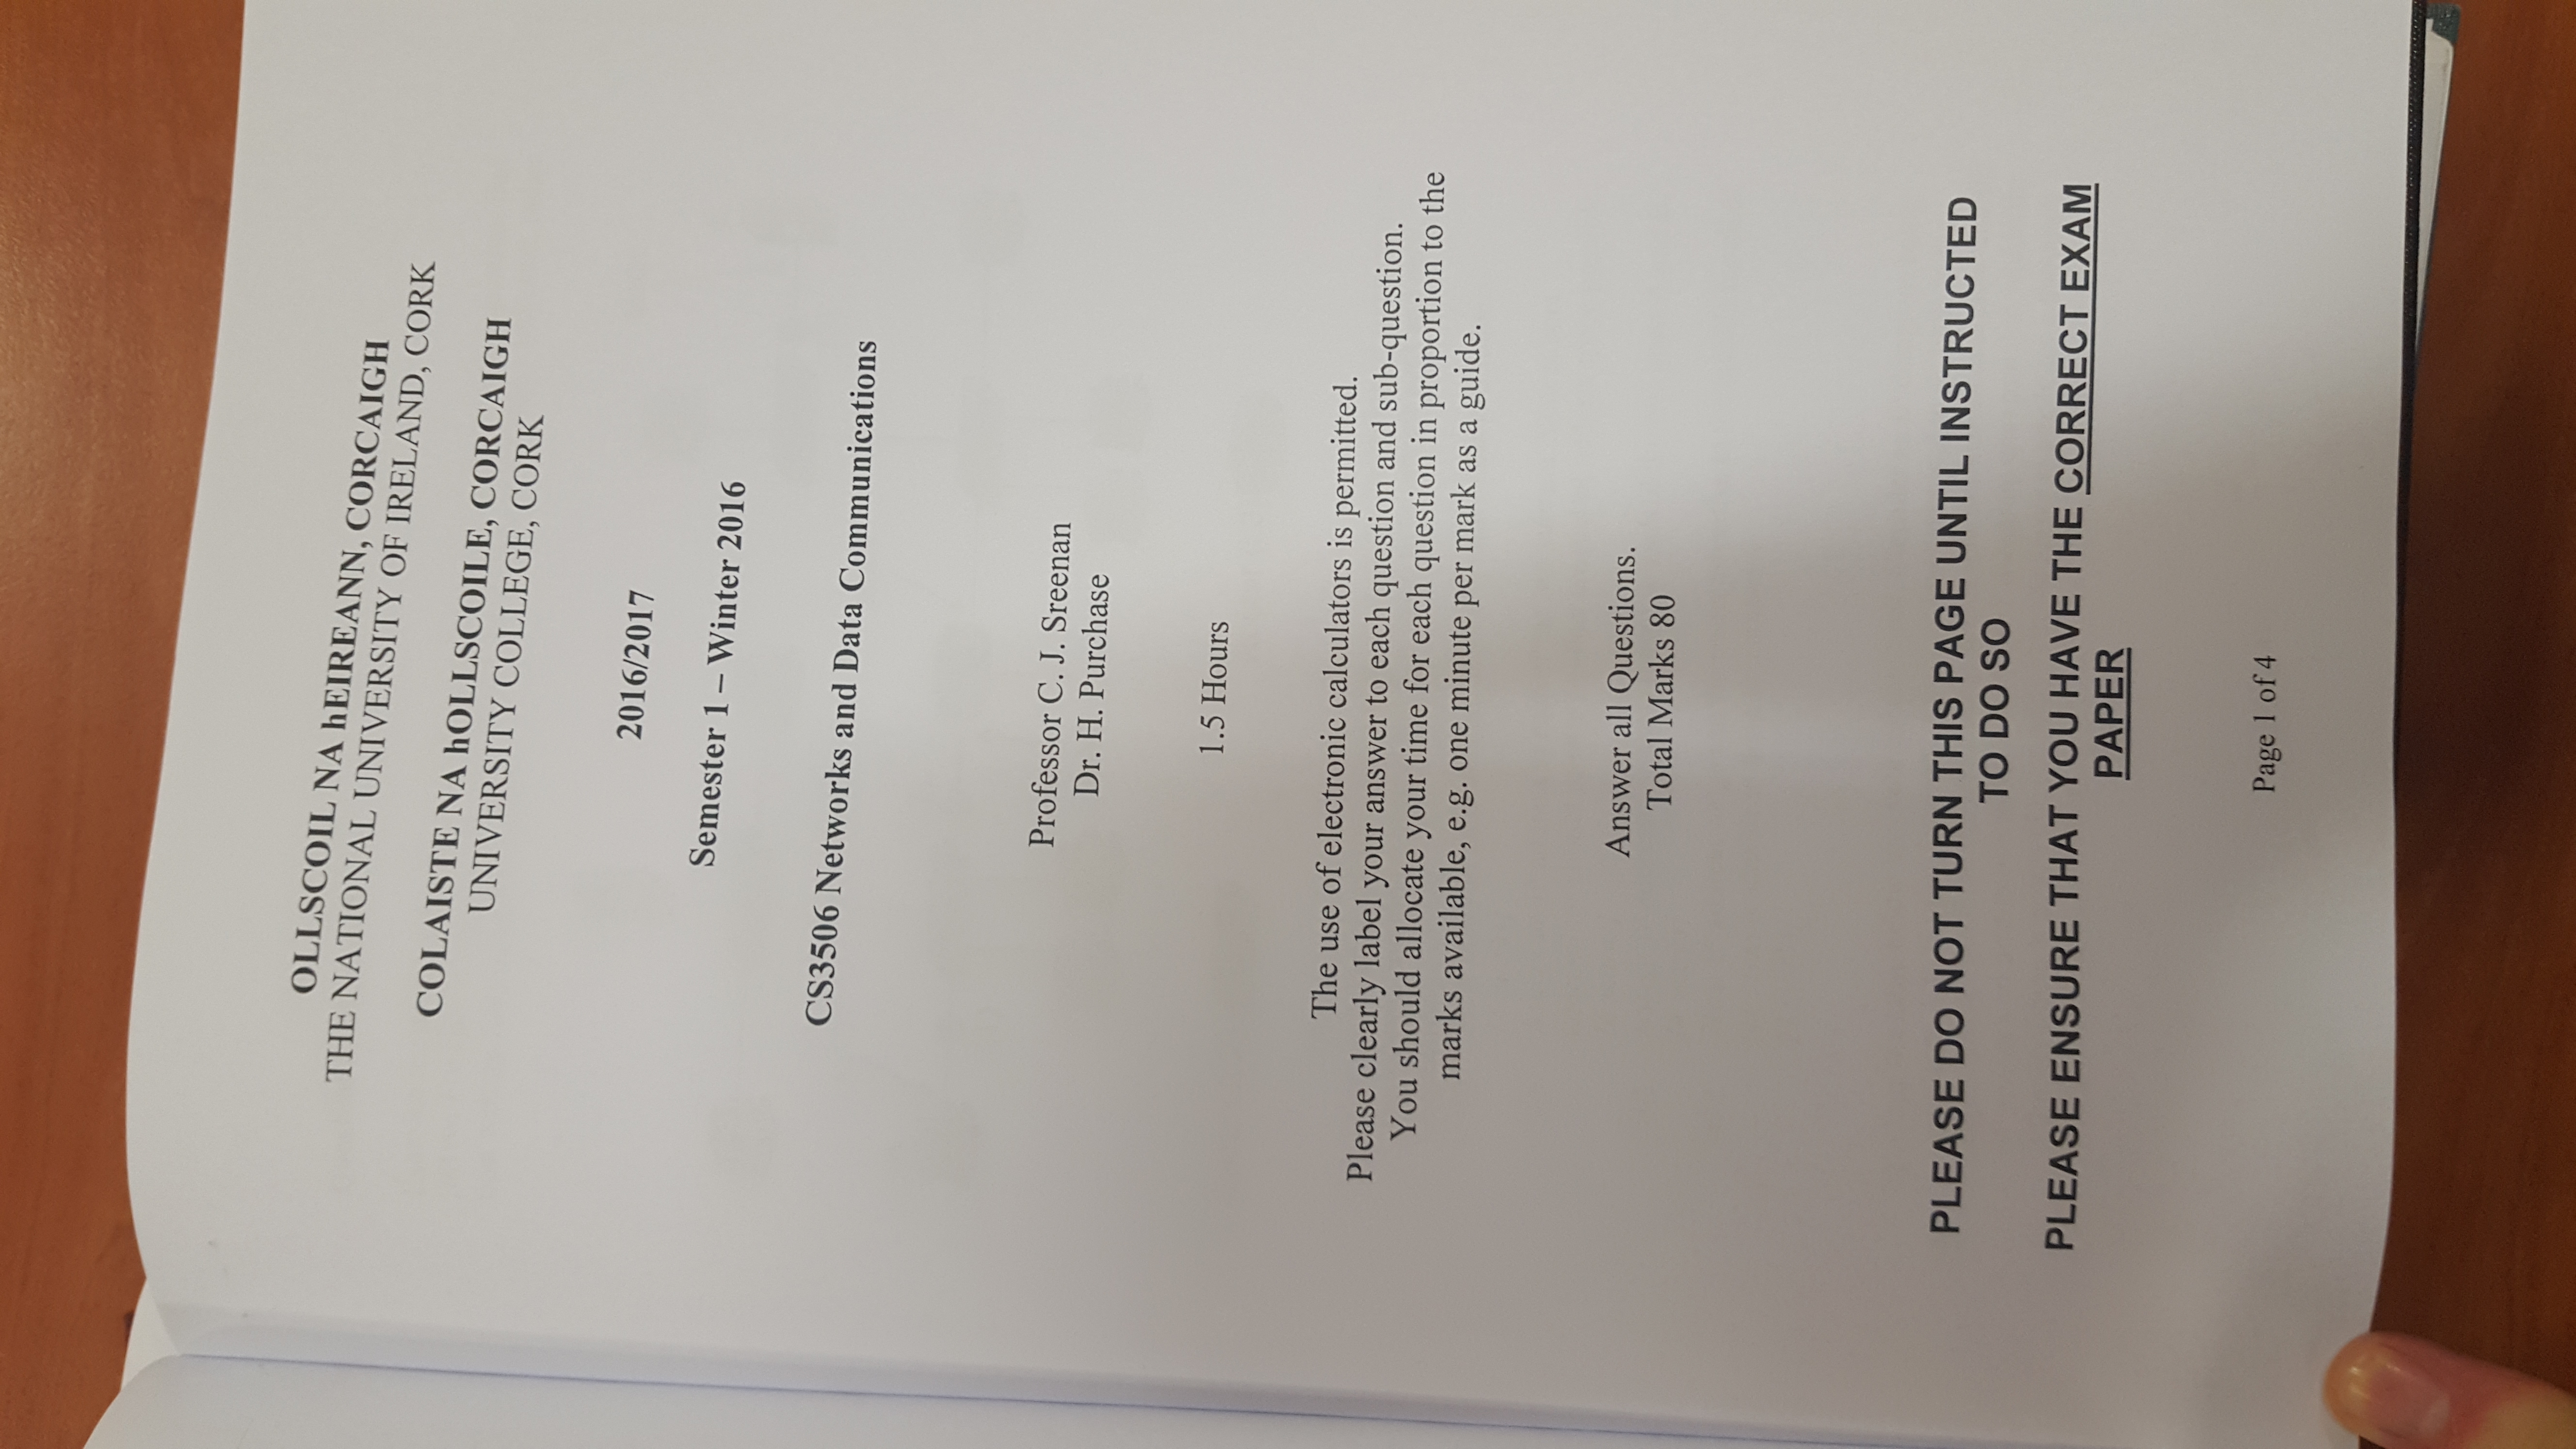 OLLSCOIL NA hEIREANN, CORCAIGH
THE NATIONAL UNIVERSITY OF IRELAND, CORK
COLAISTE NA hOLLSCOILE, CORCAIGH
UNIVERSITY COLLEGE, CORK
2016/2017
Semester 1 – Winter 2016
CS3506 Networks and Data Communications
Professor C. J. Sreenan
Dr. H. Purchase
1.5 Hours
The use of electronic calculators is permitted.
Please clearly label your answer to each question and sub-question.
You should allocate your time for each question in proportion to the
marks available, e.g. one minute per mark as a guide.
Answer all Questions.
Total Marks 80
PLEASE DO NOT TURN THIS PAGE UNTIL INSTRUCTED
TO DO SO
PLEASE ENSURE THAT YOU HAVE THE CORRECT EXAM
PAPER
Page 1 of 4